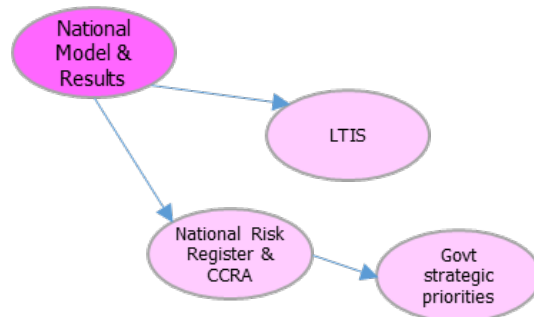 National
Model &
Results
LTIS
National Risk
Register &
CCRA
Govt
strategic
priorities